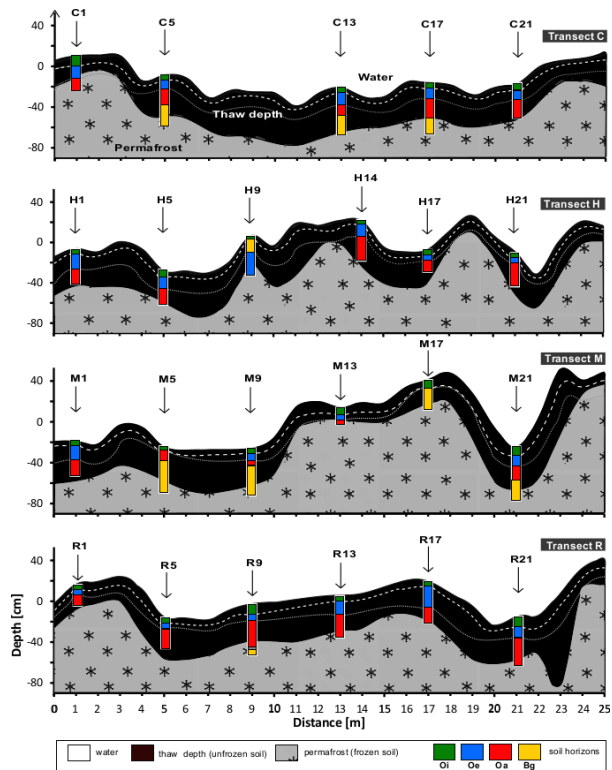 C1 C5 C13 C17 C21
Transect C
40
0
-40
-80
Water
Thaw depth
Permafrost
H1 H5 H9 H14 H17 H21
Transect H
40
0
-40
-80
M1 M5 M9 M13 M17 M21
Transect M
40
0
-40
-80
R1 R5 R9 R13 R17 R21
Transect R
40
0
-40
-80
Depth [cm]
0 1 2 3 4 5 6 7 8 9 10 11 12 13 14 15 16 17 18 19 20 21 22 23 24 25
Distance [m]
water thaw depth (unfrozen soil) permafrost (frozen soil) Oi Oe Oa Bg soil horizons